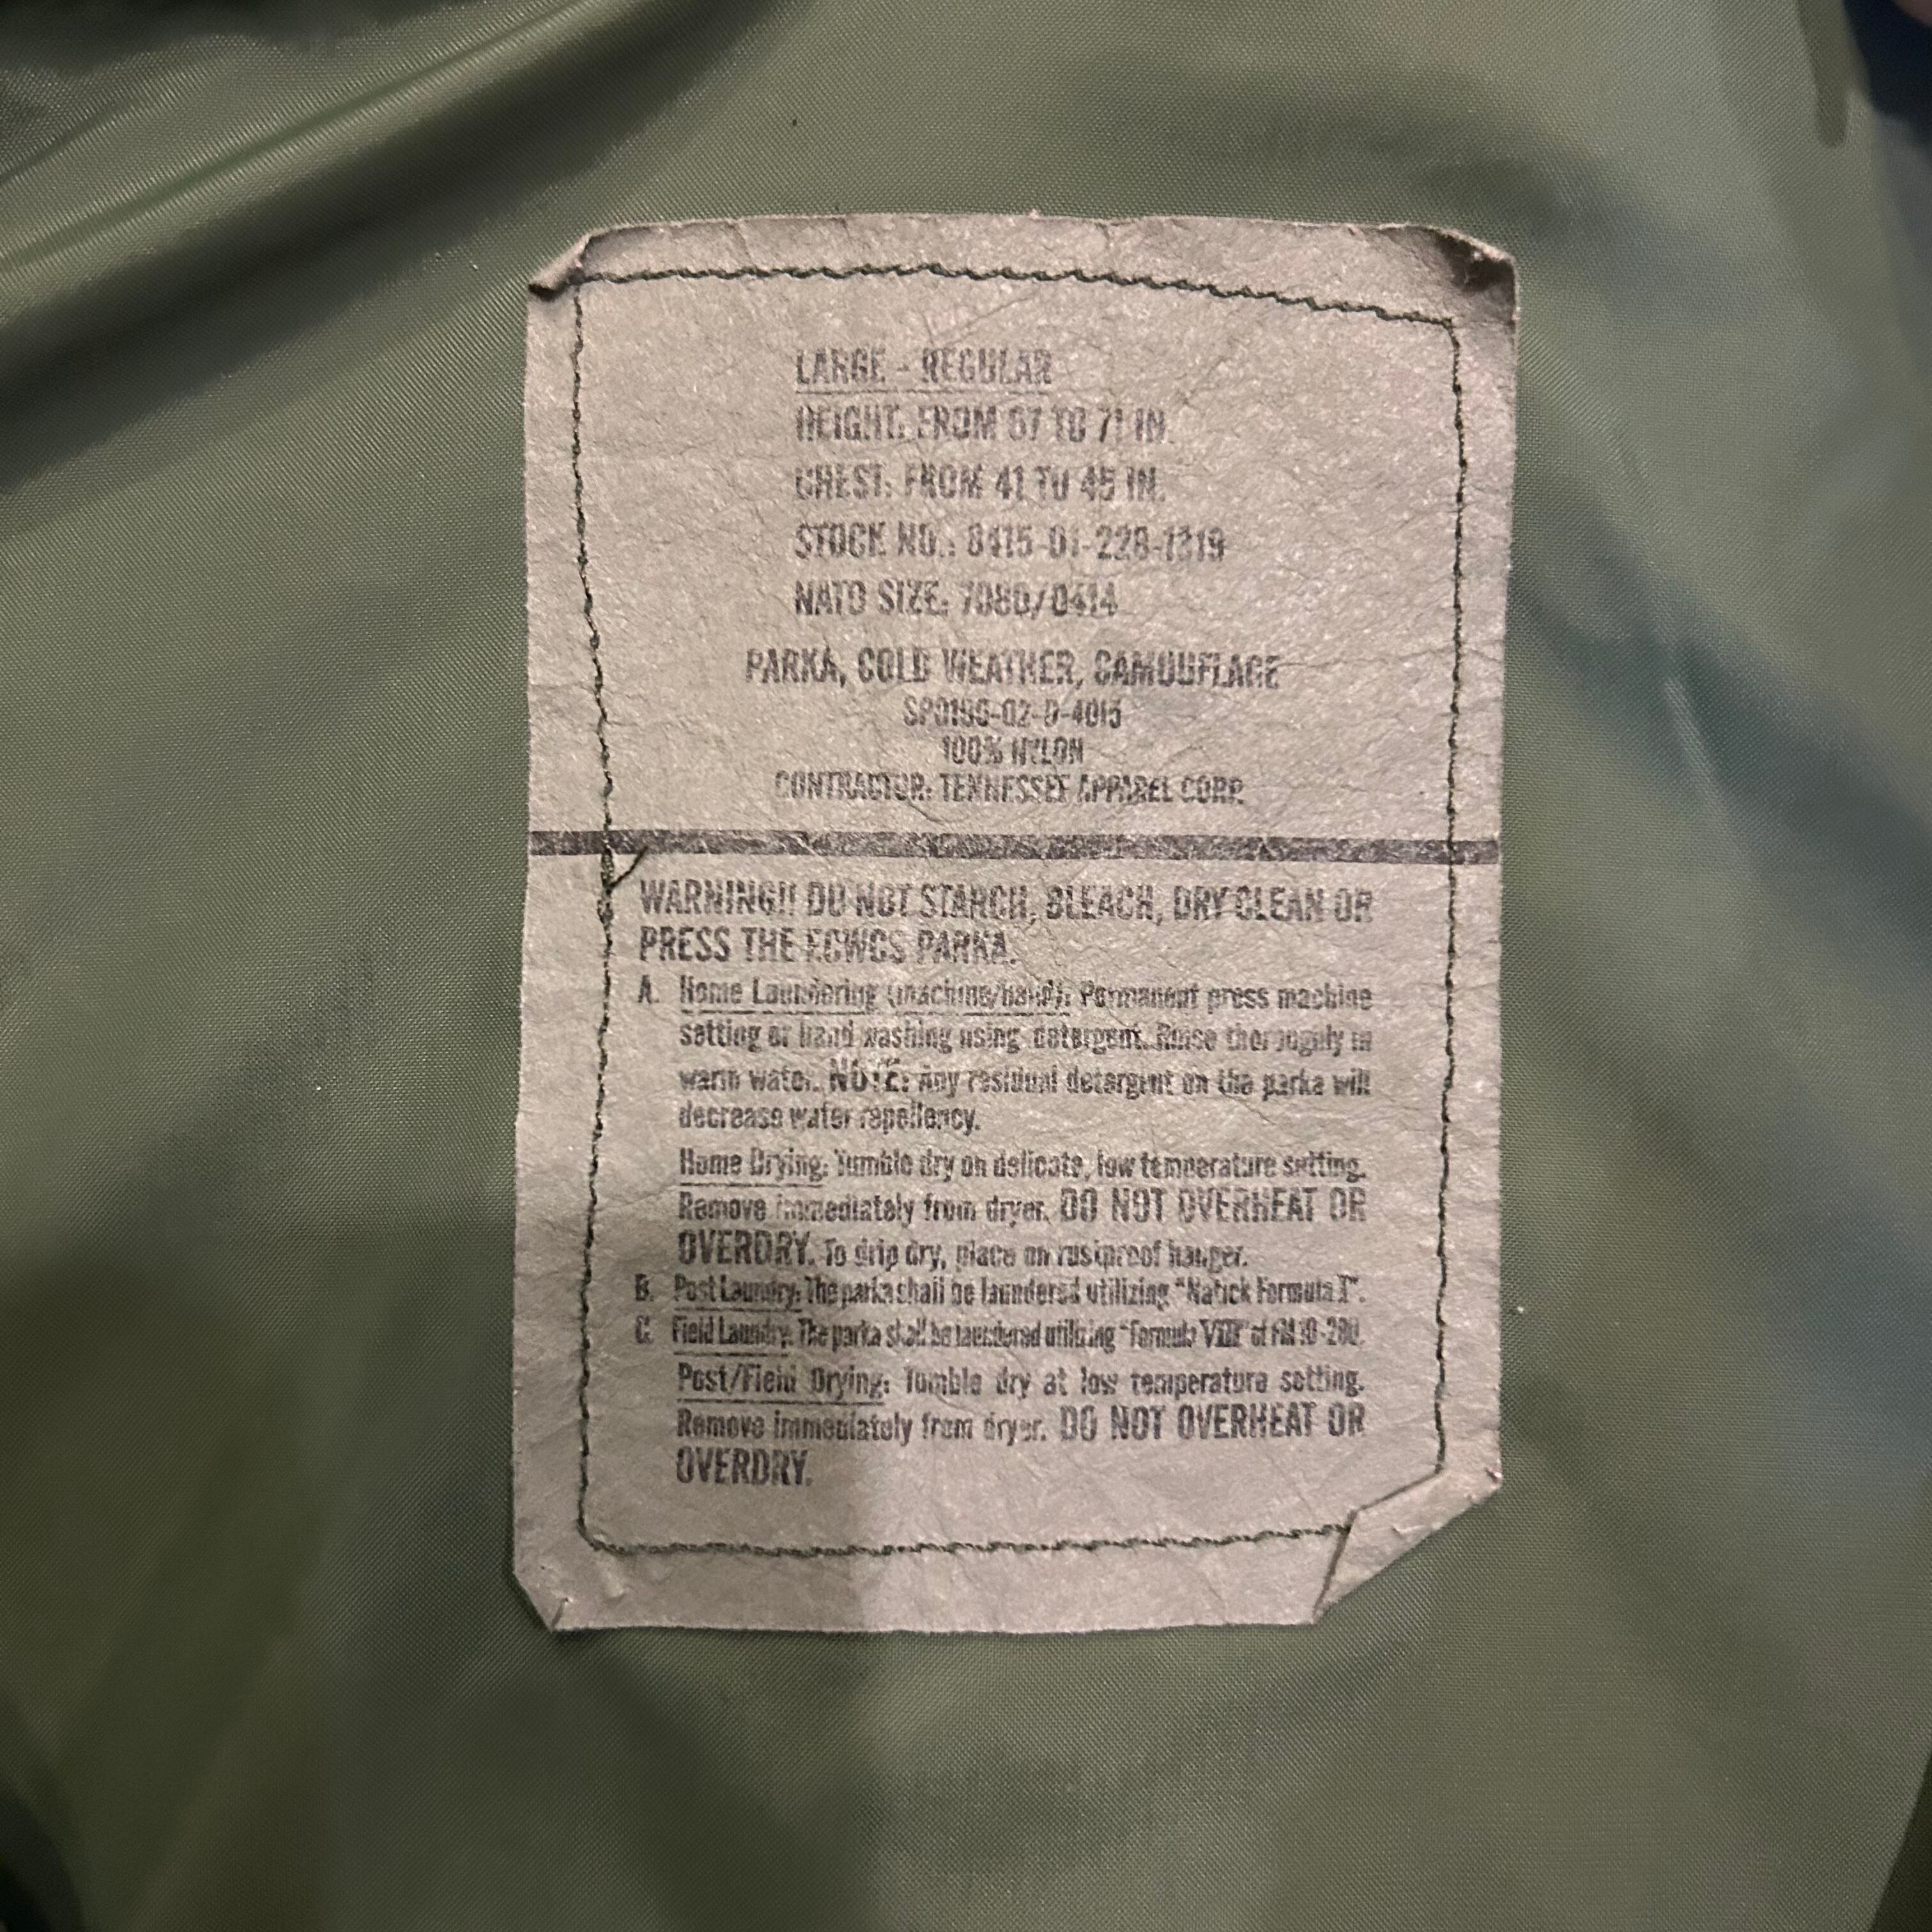 LARGE - REGULAR
HEIGHT: FROM 67 TO 71 IN.
CHEST: FROM 41 TO 45 IN.
STOCK NO.: 8415-01-228-1319
NATO SIZE: 7080/0414
PARKA, COLD WEATHER, CAMOUFLAGE
SP0100-02-D-4015
100% NYLON
CONTRACTOR: TENNESSEE APPAREL CORP.
WARNING!! DO NOT STARCH, BLEACH, DRY CLEAN OR
PRESS THE ECWCS PARKA.
A. Home Laundering (machine/hand): Permanent press machine
setting or hand washing using detergent. Rinse thoroughly in
warm water. NOTE: Any residual detergent on the parka will
decrease water repellency.
Home Drying: Tumble dry on delicate, low temperature setting.
Remove immediately from dryer. DO NOT OVERHEAT OR
OVERDRY. To drip dry, place on rustproof hanger.
B. Post Laundry: The parka shall be laundered utilizing "Natick Formula I".
C. Field Laundry: The parka shall be laundered utilizing "Formula VIII" of FM 10-280.
Post/Field Drying: Tumble dry at low temperature setting.
Remove immediately from dryer. DO NOT OVERHEAT OR
OVERDRY.